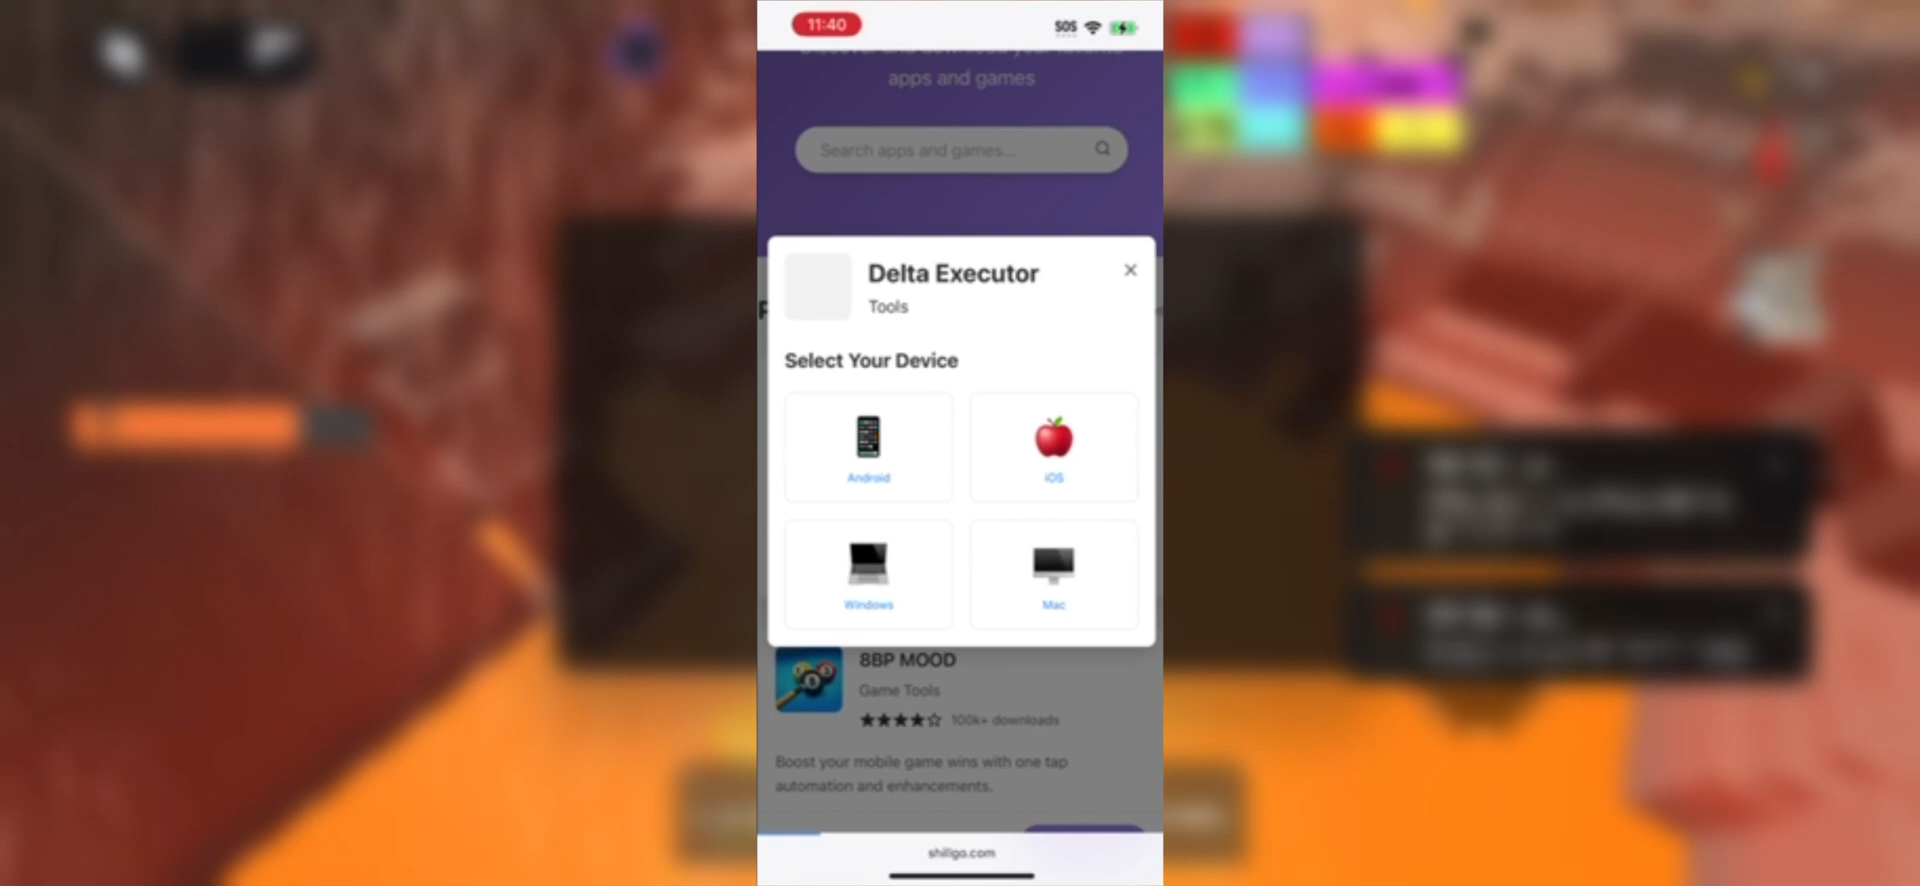 11:40
SOS
apps and games
Search apps and games...
Delta Executor
Tools
Select Your Device
Android
iOS
Windows
Mac
8BP MOOD
Game Tools
100k+ downloads
Boost your mobile game wins with one tap
automation and enhancements.
shillgo.com